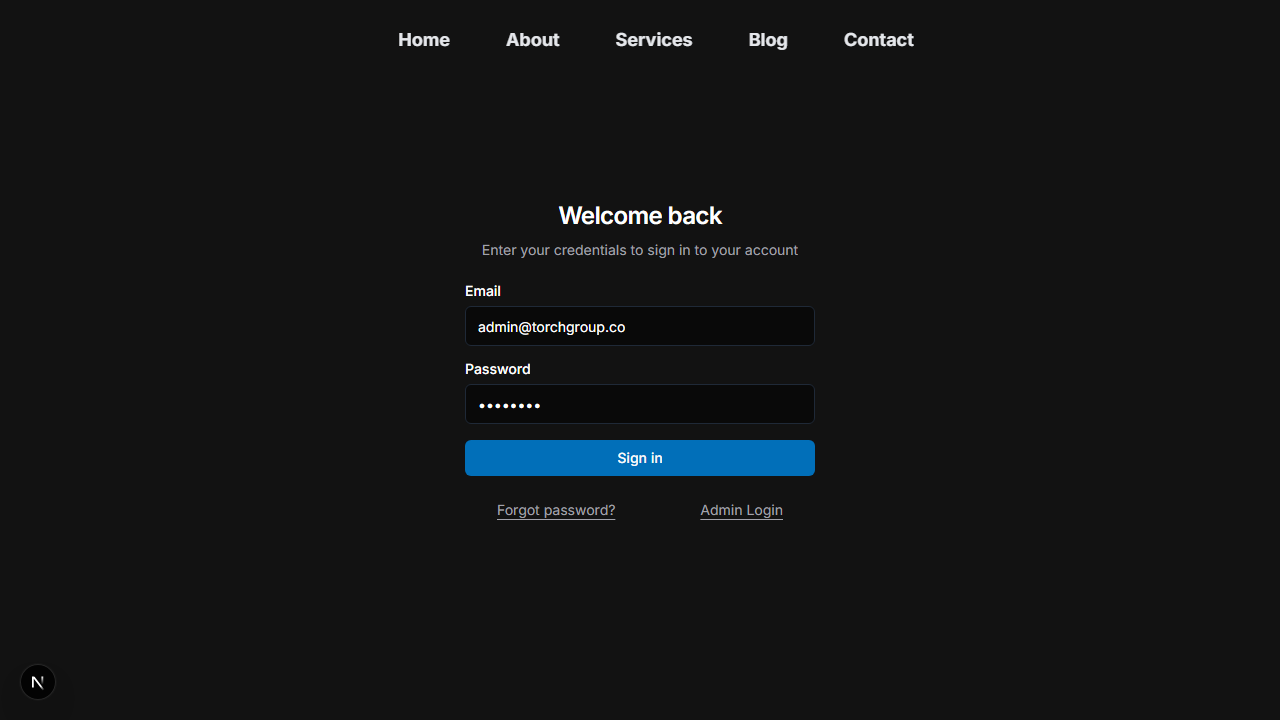 Home About Services Blog Contact
Welcome back
Enter your credentials to sign in to your account
Email
admin@torchgroup.co
Password
••••••••
Sign in
Forgot password? Admin Login
N